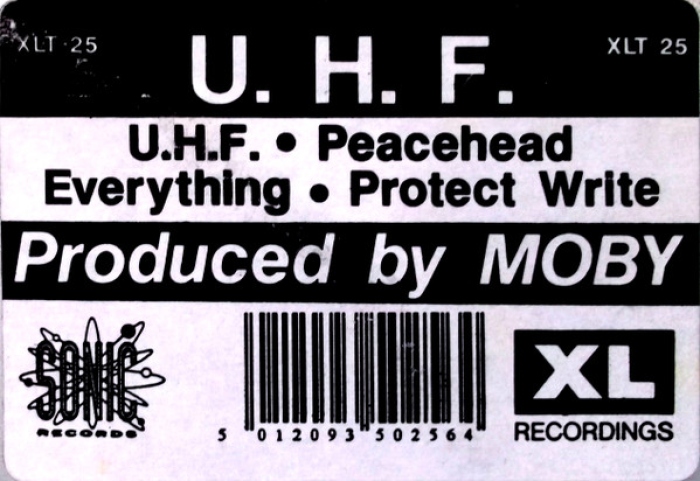 XLT 25 U. H. F. XLT 25
U.H.F. • Peacehead
Everything • Protect Write
Produced by MOBY
SONIC
RECORDS
5 012093 502564
XL
RECORDINGS